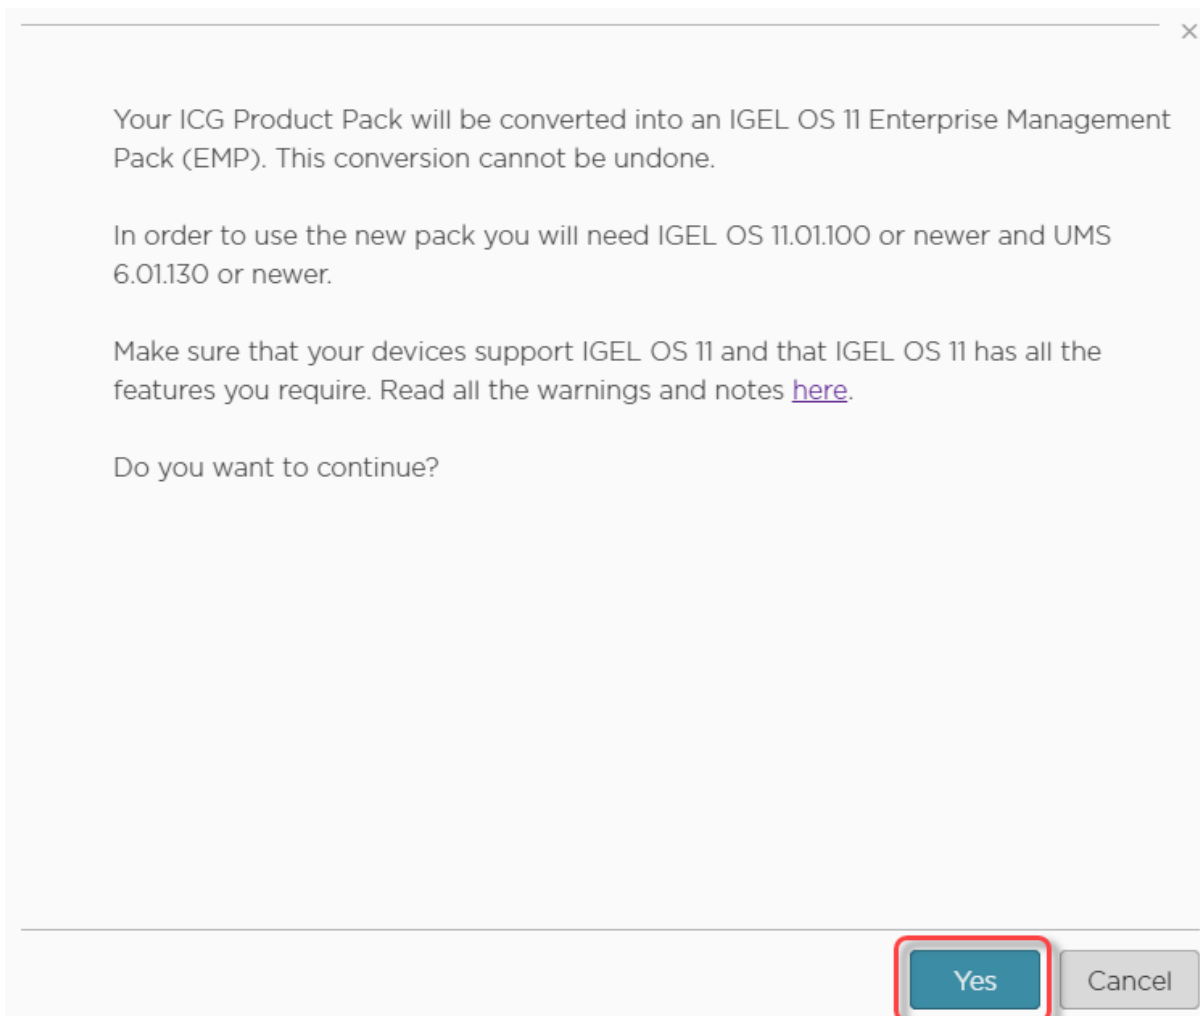 Your ICG Product Pack will be converted into an IGEL OS 11 Enterprise Management
Pack (EMP). This conversion cannot be undone.
In order to use the new pack you will need IGEL OS 11.01.100 or newer and UMS
6.01.130 or newer.
Make sure that your devices support IGEL OS 11 and that IGEL OS 11 has all the
features you require. Read all the warnings and notes here.
Do you want to continue?
Yes
Cancel